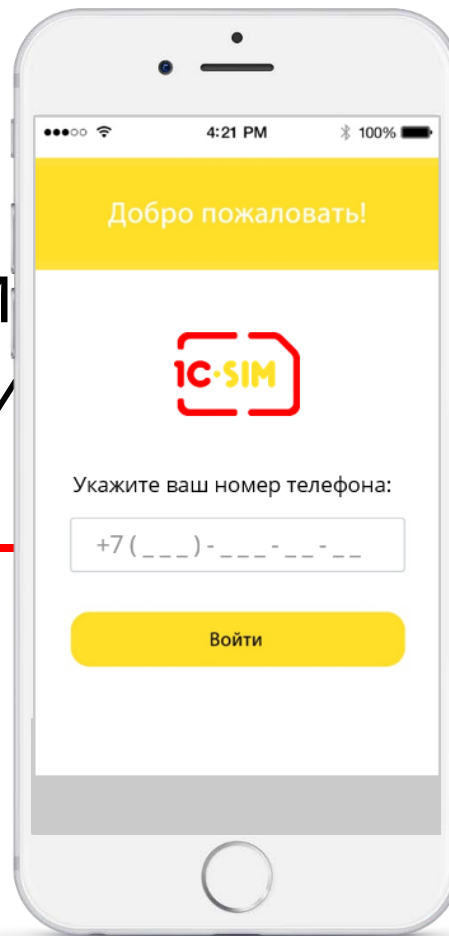 4:21 PM
100%
Добро пожаловать!
1C·SIM
Укажите ваш номер телефона:
+7 ( _ _ _ ) - _ _ _ - _ _ - _ _
Войти